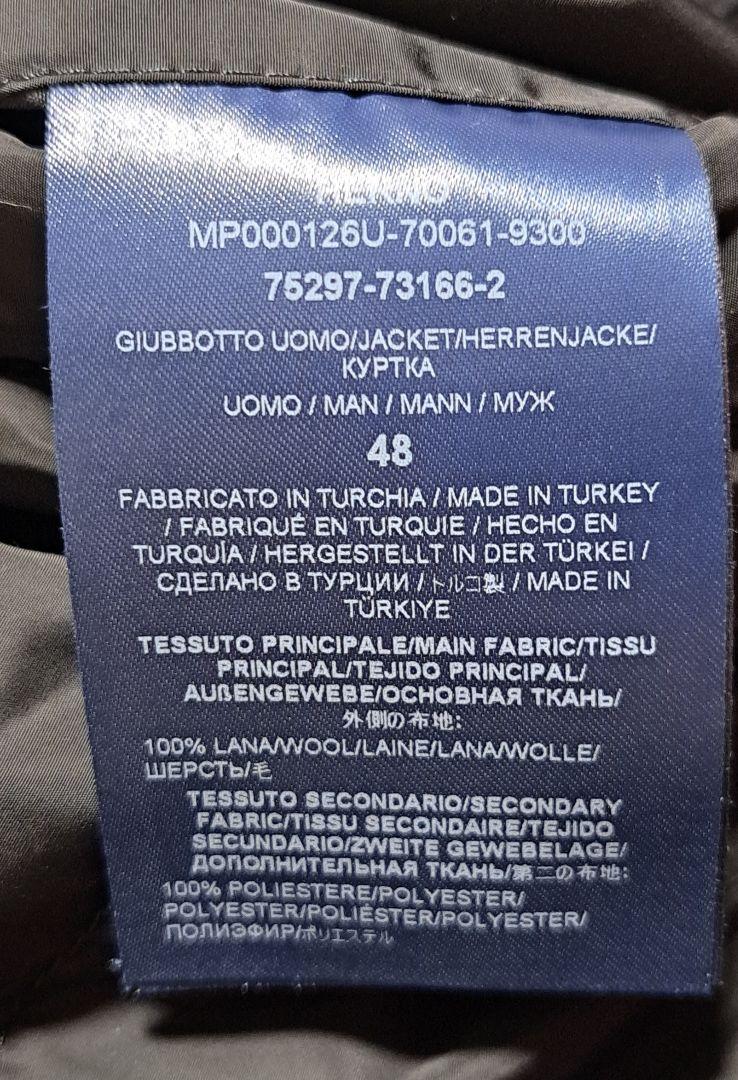 HERNO
MP000126U-70061-9300
75297-73166-2
GIUBBOTTO UOMO/JACKET/HERRENJACKE/
КУРТКА
UOMO / MAN / MANN / МУЖ
48
FABBRICATO IN TURCHIA / MADE IN TURKEY
/ FABRIQUÉ EN TURQUIE / HECHO EN
TURQUÍA / HERGESTELLT IN DER TÜRKEI /
СДЕЛАНО В ТУРЦИИ / トルコ製 / MADE IN
TÜRKIYE
TESSUTO PRINCIPALE/MAIN FABRIC/TISSU
PRINCIPAL/TEJIDO PRINCIPAL/
AUßENGEWEBE/ОСНОВНАЯ ТКАНЬ/
外側の布地:
100% LANA/WOOL/LAINE/LANA/WOLLE/
ШЕРСТЬ/毛
TESSUTO SECONDARIO/SECONDARY
FABRIC/TISSU SECONDAIRE/TEJIDO
SECUNDARIO/ZWEITE GEWEBELAGE/
ДОПОЛНИТЕЛЬНАЯ ТКАНЬ/第二の布地:
100% POLIESTERE/POLYESTER/
POLYESTER/POLIÉSTER/POLYESTER/
ПОЛИЭФИР/ポリエステル